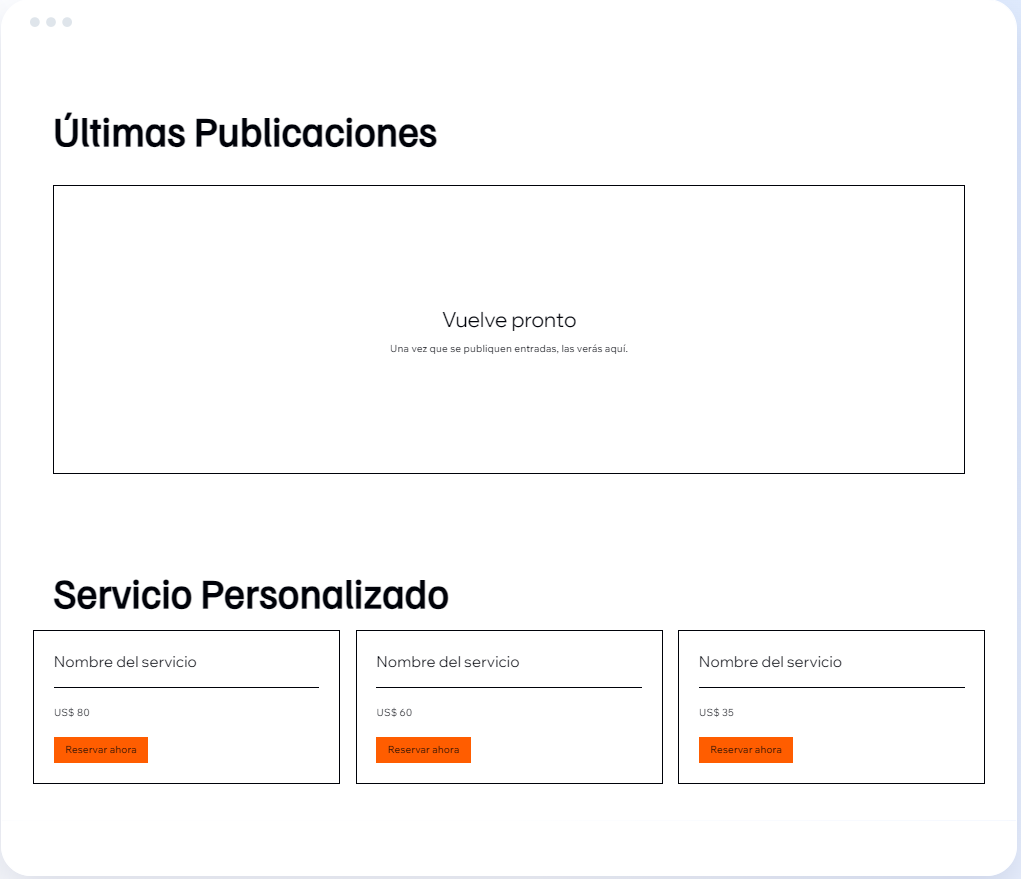 Últimas Publicaciones
Vuelve pronto
Una vez que se publiquen entradas, las verás aquí.
Servicio Personalizado
Nombre del servicio
US$ 80
Reservar ahora
Nombre del servicio
US$ 60
Reservar ahora
Nombre del servicio
US$ 35
Reservar ahora